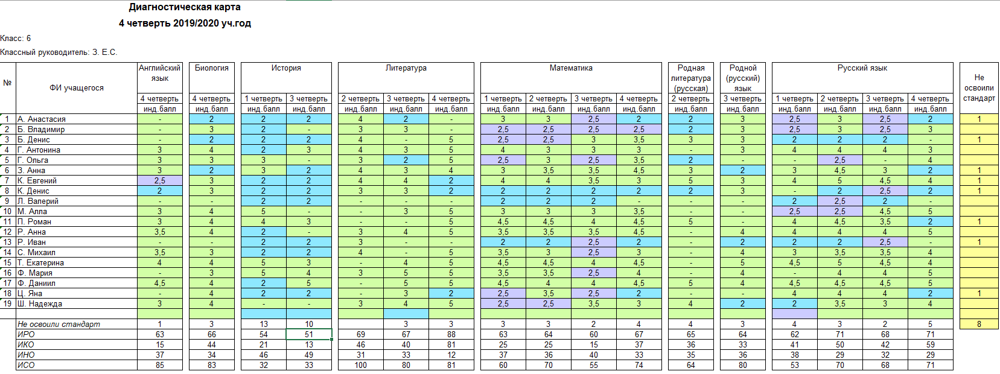 Диагностическая карта
4 четверть 2019/2020 уч.год
Класс: 6
Классный руководитель: З. Е.С.
№ ФИ учащегося Английский язык Биология История Литература Математика Родная литература (русская) Родной (русский) язык Русский язык Не освоили стандарт
4 четверть 4 четверть 1 четверть 3 четверть 2 четверть 3 четверть 4 четверть 1 четверть 2 четверть 3 четверть 4 четверть 2 четверть 3 четверть 1 четверть 2 четверть 3 четверть 4 четверть
инд.балл инд.балл инд.балл инд.балл инд.балл инд.балл инд.балл инд.балл инд.балл инд.балл инд.балл инд.балл инд.балл инд.балл инд.балл инд.балл инд.балл
1 А. Анастасия - 2 2 2 4 2 - 3 3 2,5 2 2 3 2,5 3 2,5 2 1
2 Б. Владимир - 3 2 - 3 3 - 2,5 2,5 2,5 2,5 2 3 2,5 3 2,5 3
3 Б. Денис - 2 2 2 4 - 5 2,5 2,5 3 3,5 3 3 2 2 2 - 1
4 Г. Антонина 3 4 2 3 4 3 5 4 3 3 3 - 3 4 4 4 3
5 Г. Ольга 3 3 3 - 3 2 5 2,5 3 2,5 3,5 2 - - 2,5 - 4
6 З. Анна 3 2 3 2 4 3 4 3 3,5 3,5 4,5 3 2 3 4,5 3 2 1
7 К. Евгений 2,5 3 2 2 4 4 2 4 4 3,5 3 5 3 4 5 4,5 4 1
8 К. Денис 2 3 2 2 3 3 2 2 2 2 2 2 3 - 2 2,5 2 1
9 Л. Валерий - - 2 2 - - - 2 2 2 - - - 2 2,5 2 -
10 М. Алла 3 4 5 - - 3 5 3 3 3 3,5 - - 2,5 2,5 4,5 5
11 П. Роман 3 4 4 3 - - 5 4,5 4,5 4 4,5 5 - 4 4,5 3,5 2 1
12 Р. Анна 3,5 4 2 - 3 4 5 3,5 3,5 3,5 4,5 - 4 4 4 4 5
13 Р. Иван - - 2 2 3 - - 2 2 2,5 2 - 2 2 2 2,5 - 1
14 С. Михаил 3,5 3 2 2 4 - 5 3,5 3 2,5 3 - 4 3 3,5 3,5 4
15 Т. Екатерина 4 4 5 3 - 4 5 4,5 4,5 4 4,5 - 5 4,5 5 4,5 4
16 Ф. Мария - 3 5 4 3 5 5 3,5 3,5 2,5 4 - 4 - 4 4 5
17 Ф. Даниил 4,5 4 2 5 - 5 5 4,5 4 4 4,5 5 4 4,5 4,5 4,5 5
18 Ц. Яна - 4 2 2 - 3 2 2,5 3,5 2,5 2 - - 4 4 4 2 1
19 Ш. Надежда 3 4 - - 3 4 5 2,5 2,5 3,5 3 4 2 2 3,5 3 4
Не освоили стандарт 1 3 13 10 3 3 3 3 2 4 4 3 4 3 2 5 8
ИРО 63 66 54 51 69 67 88 63 64 60 67 65 64 62 71 68 71
ИКО 15 44 21 13 46 40 81 25 25 15 37 36 33 41 50 42 59
ИНО 37 34 46 49 31 33 12 37 36 40 33 35 36 38 29 32 29
ИСО 85 83 32 33 100 80 81 60 70 55 74 64 80 53 70 68 71